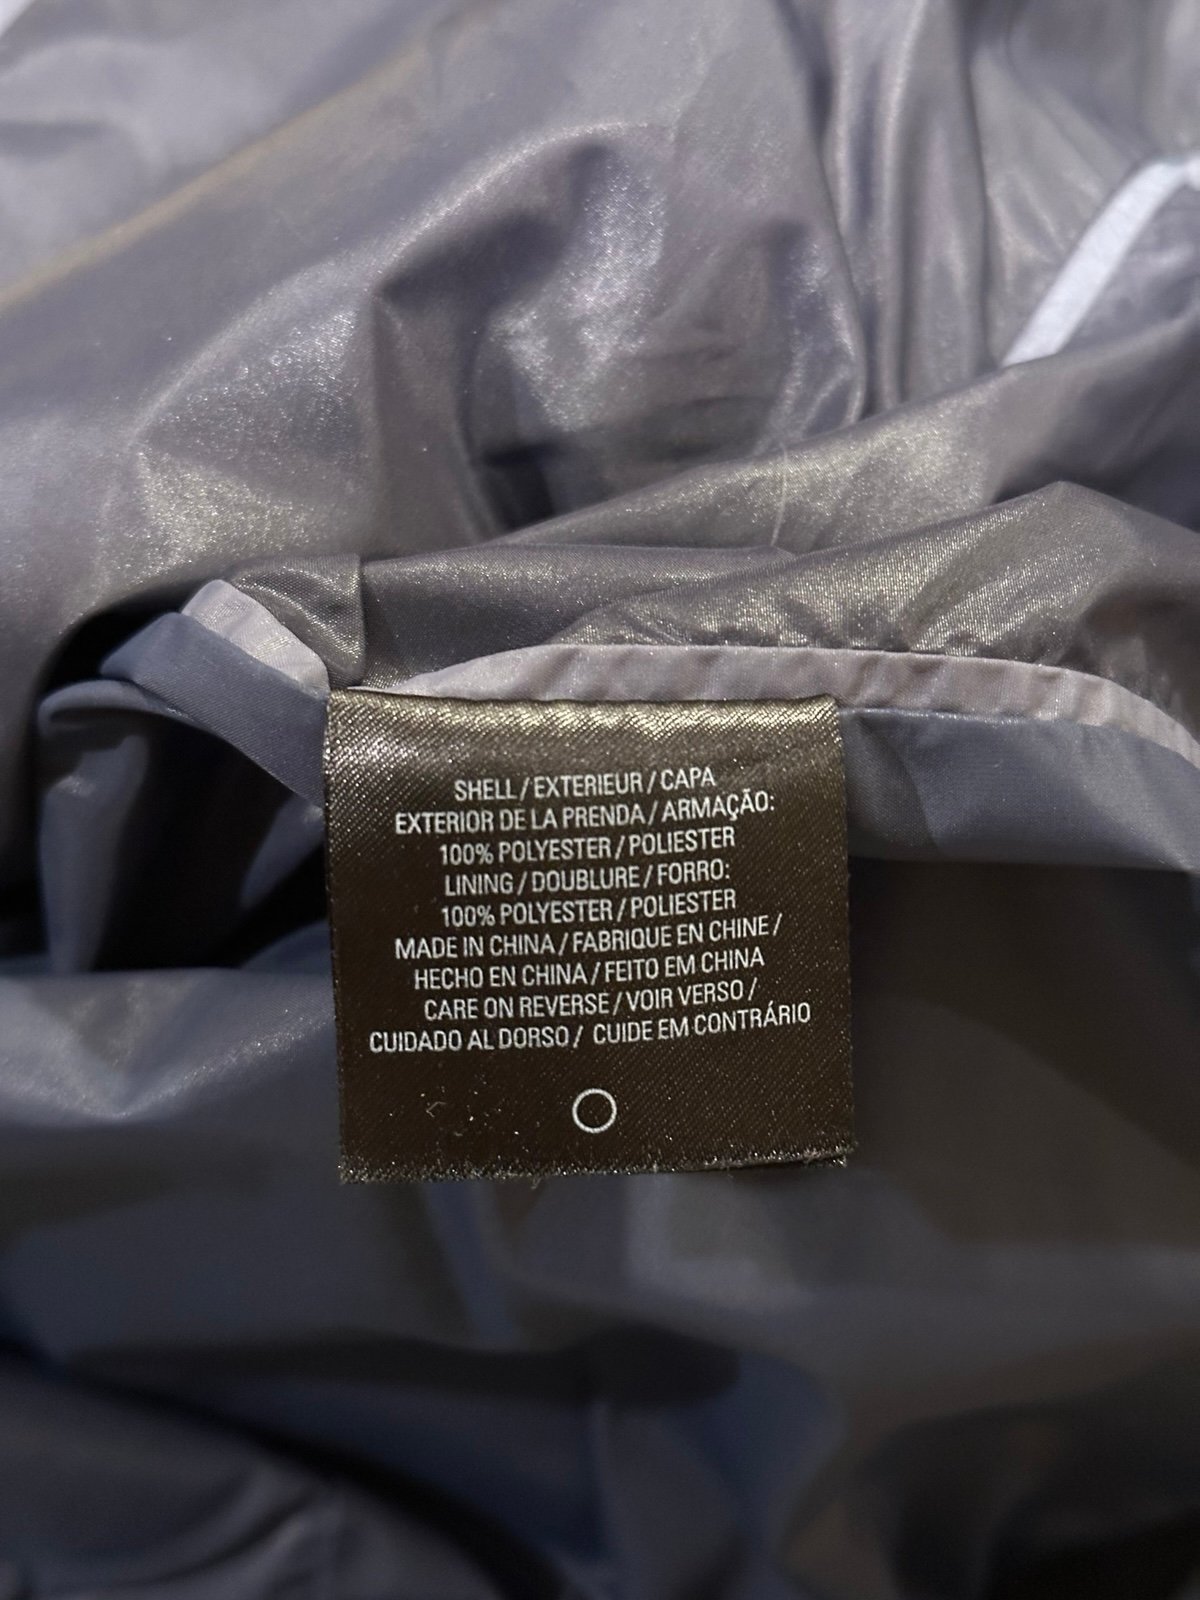 SHELL / EXTERIEUR / CAPA
EXTERIOR DE LA PRENDA / ARMAÇÃO:
100% POLYESTER / POLIESTER
LINING / DOUBLURE / FORRO:
100% POLYESTER / POLIESTER
MADE IN CHINA / FABRIQUE EN CHINE /
HECHO EN CHINA / FEITO EM CHINA
CARE ON REVERSE / VOIR VERSO /
CUIDADO AL DORSO / CUIDE EM CONTRÁRIO